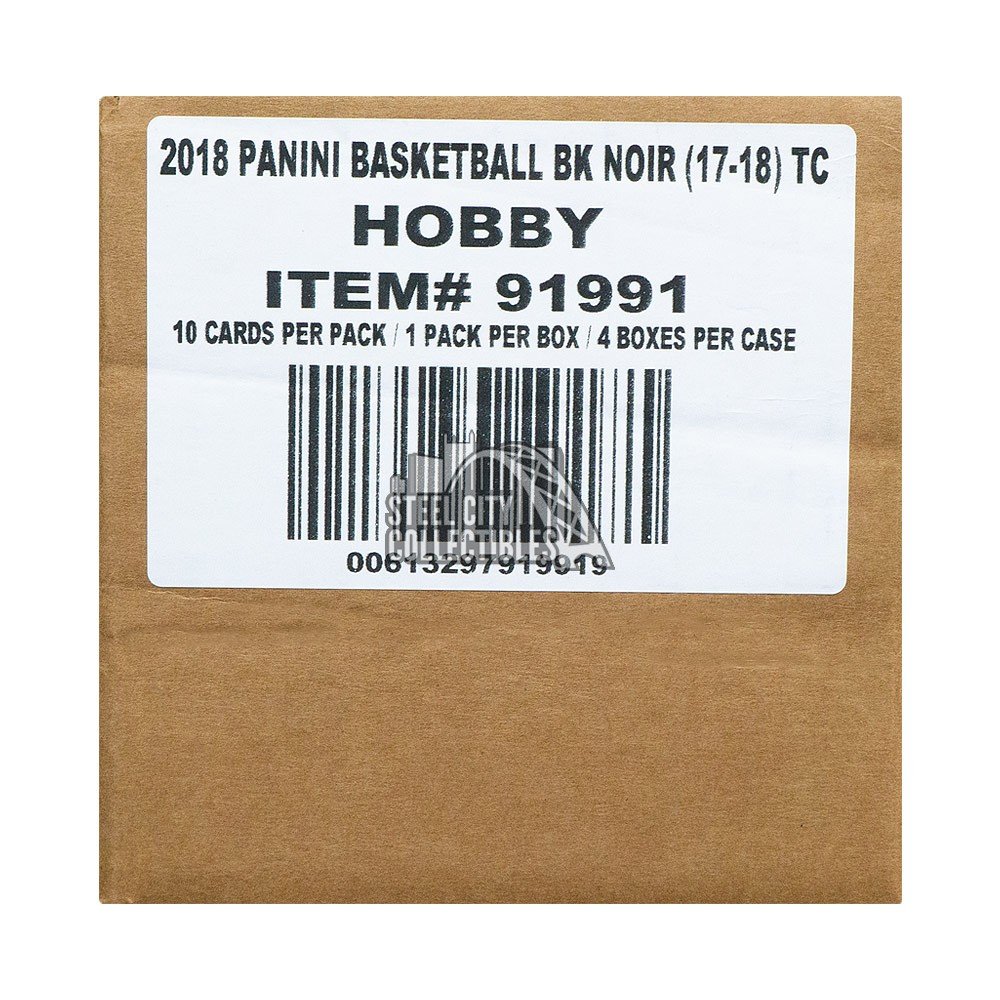 2018 PANINI BASKETBALL BK NOIR (17-18) TC
HOBBY
ITEM# 91991
10 CARDS PER PACK / 1 PACK PER BOX / 4 BOXES PER CASE
STEEL CITY
COLLECTIBLES
00613297919919